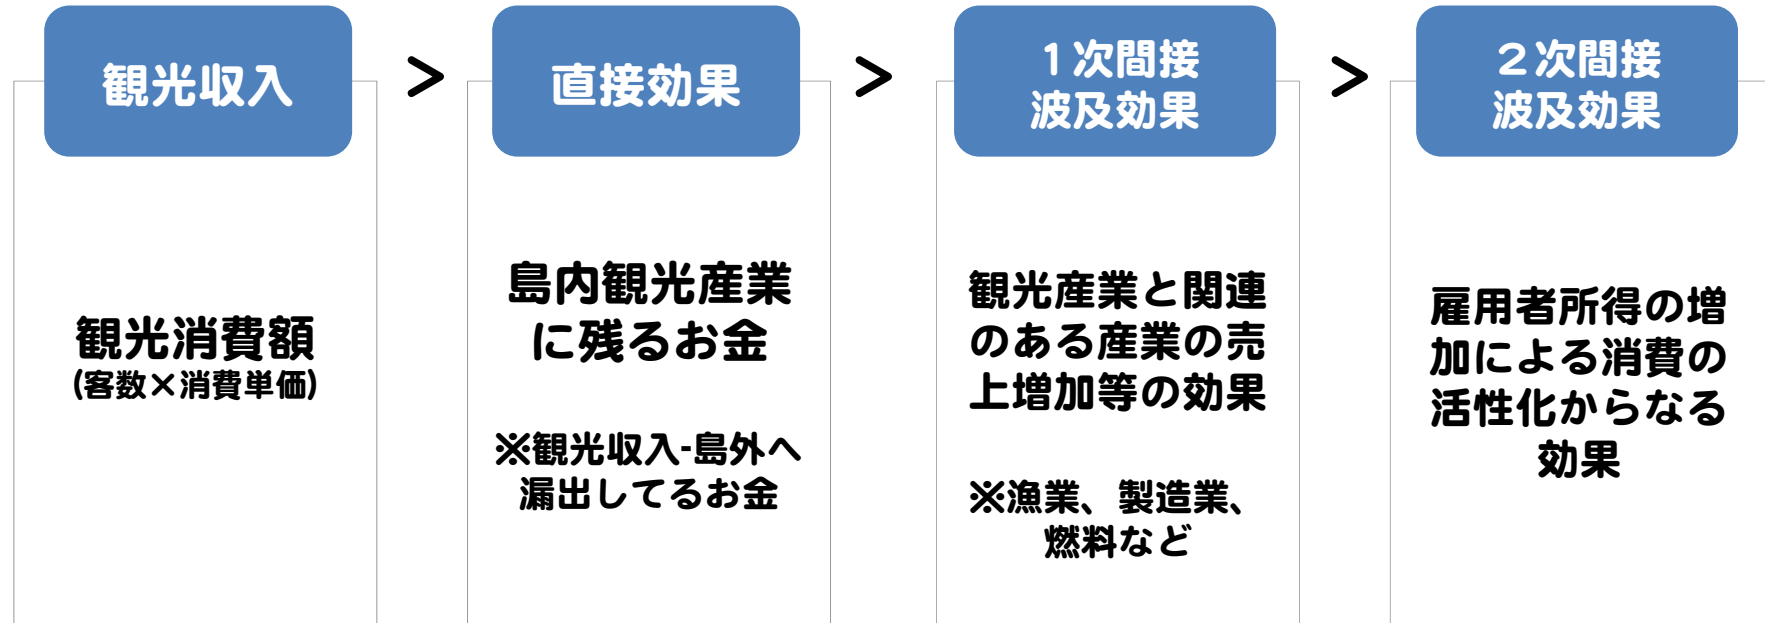 観光収入
>
直接効果
>
１次間接
波及効果
>
２次間接
波及効果
観光消費額
(客数×消費単価)
島内観光産業
に残るお金
※観光収入-島外へ
漏出してるお金
観光産業と関連
のある産業の売
上増加等の効果
※漁業、製造業、
燃料など
雇用者所得の増
加による消費の
活性化からなる
効果